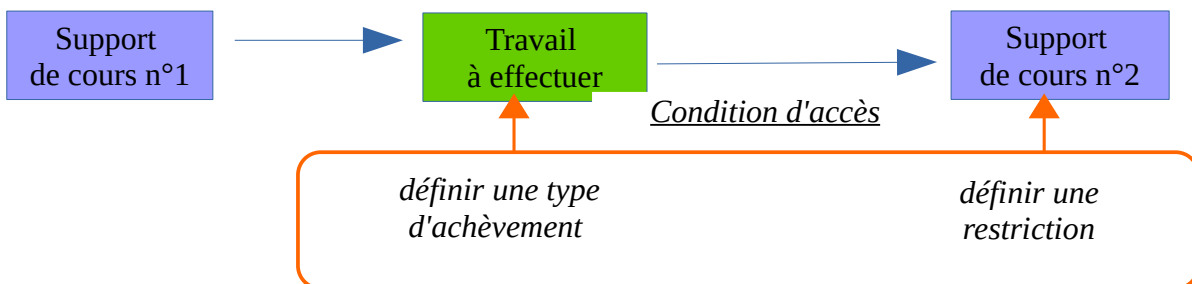 Support
de cours n°1
Travail
à effectuer
Support
de cours n°2
Condition d'accès
définir une type
d'achèvement
définir une
restriction